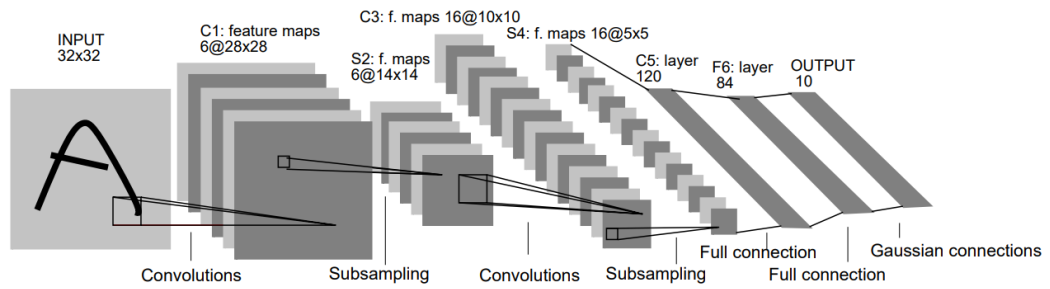 INPUT
32x32
C1: feature maps
6@28x28
S2: f. maps
6@14x14
C3: f. maps 16@10x10
S4: f. maps 16@5x5
C5: layer
120
F6: layer
84
OUTPUT
10
Convolutions
Subsampling
Convolutions
Subsampling
Full connection
Full connection
Gaussian connections